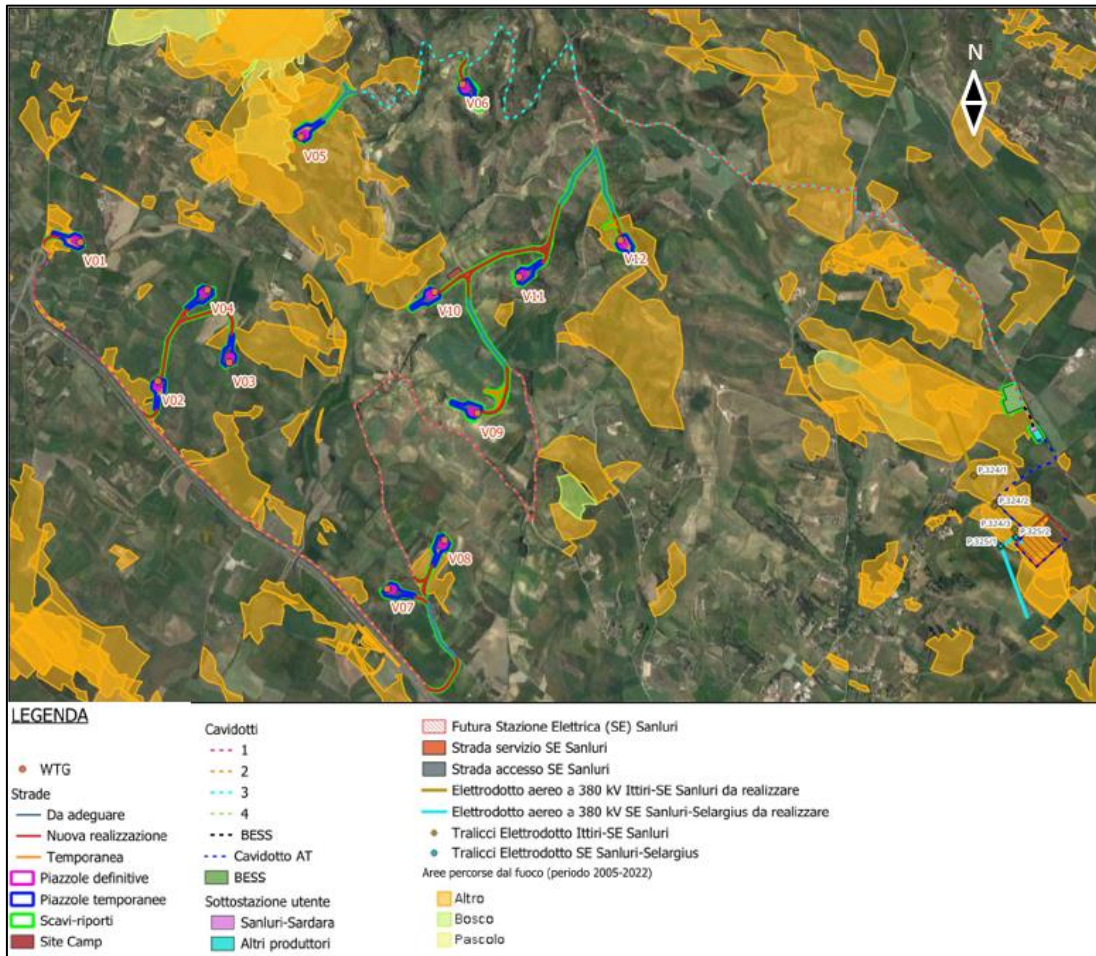 N
V06
V05
V12
V01
V11
V04
V10
V03
V02
V09
P.324/1
P.324/2
P.324/3
P.325/2
P.325/1
V08
V07
LEGENDA
WTG
Strade
Da adeguare
Nuova realizzazione
Temporanea
Piazzole definitive
Piazzole temporanee
Scavi-riporti
Site Camp
Cavidotti
1
2
3
4
BESS
Cavidotto AT
BESS
Sottostazione utente
Sanluri-Sardara
Altri produttori
Futura Stazione Elettrica (SE) Sanluri
Strada servizio SE Sanluri
Strada accesso SE Sanluri
Elettrodotto aereo a 380 kV Ittiri-SE Sanluri da realizzare
Elettrodotto aereo a 380 kV SE Sanluri-Selargius da realizzare
Tralicci Elettrodotto Ittiri-SE Sanluri
Tralicci Elettrodotto SE Sanluri-Selargius
Aree percorse dal fuoco (periodo 2005-2022)
Altro
Bosco
Pascolo